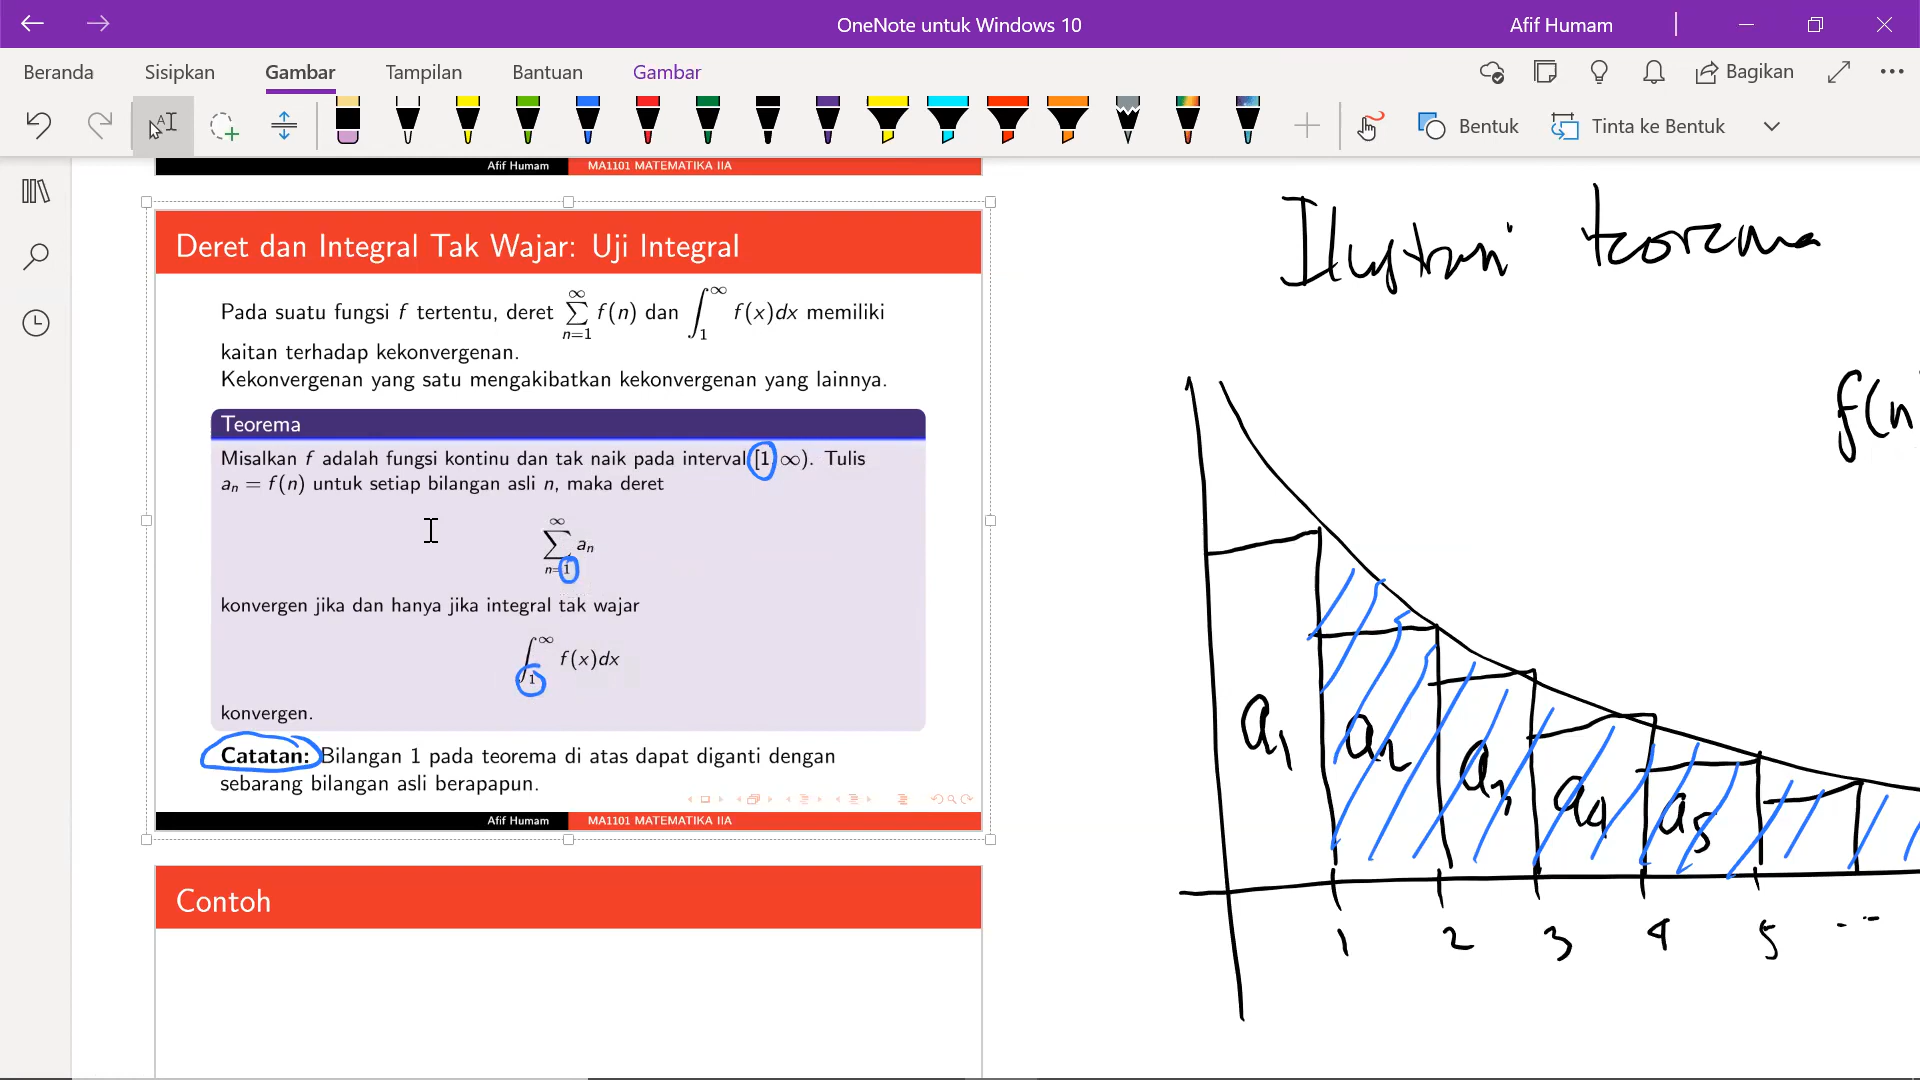 OneNote untuk Windows 10
Afif Humam
Beranda Sisipkan Gambar Tampilan Bantuan Gambar
Bagikan
Bentuk Tinta ke Bentuk
Afif Humam MA1101 MATEMATIKA IIA
Deret dan Integral Tak Wajar: Uji Integral
Pada suatu fungsi f tertentu, deret ∑_{n=1}^{∞} f(n) dan ∫_1^∞ f(x)dx memiliki
kaitan terhadap kekonvergenan.
Kekonvergenan yang satu mengakibatkan kekonvergenan yang lainnya.
Teorema
Misalkan f adalah fungsi kontinu dan tak naik pada interval [1, ∞). Tulis
aₙ = f(n) untuk setiap bilangan asli n, maka deret
∑_{n=1}^{∞} aₙ
konvergen jika dan hanya jika integral tak wajar
∫_1^∞ f(x)dx
konvergen.
Catatan: Bilangan 1 pada teorema di atas dapat diganti dengan
sebarang bilangan asli berapapun.
Afif Humam MA1101 MATEMATIKA IIA
Contoh
teorema
f(n
a₁ a₂ a₃ a₄ a₅
1 2 3 4 5 ...